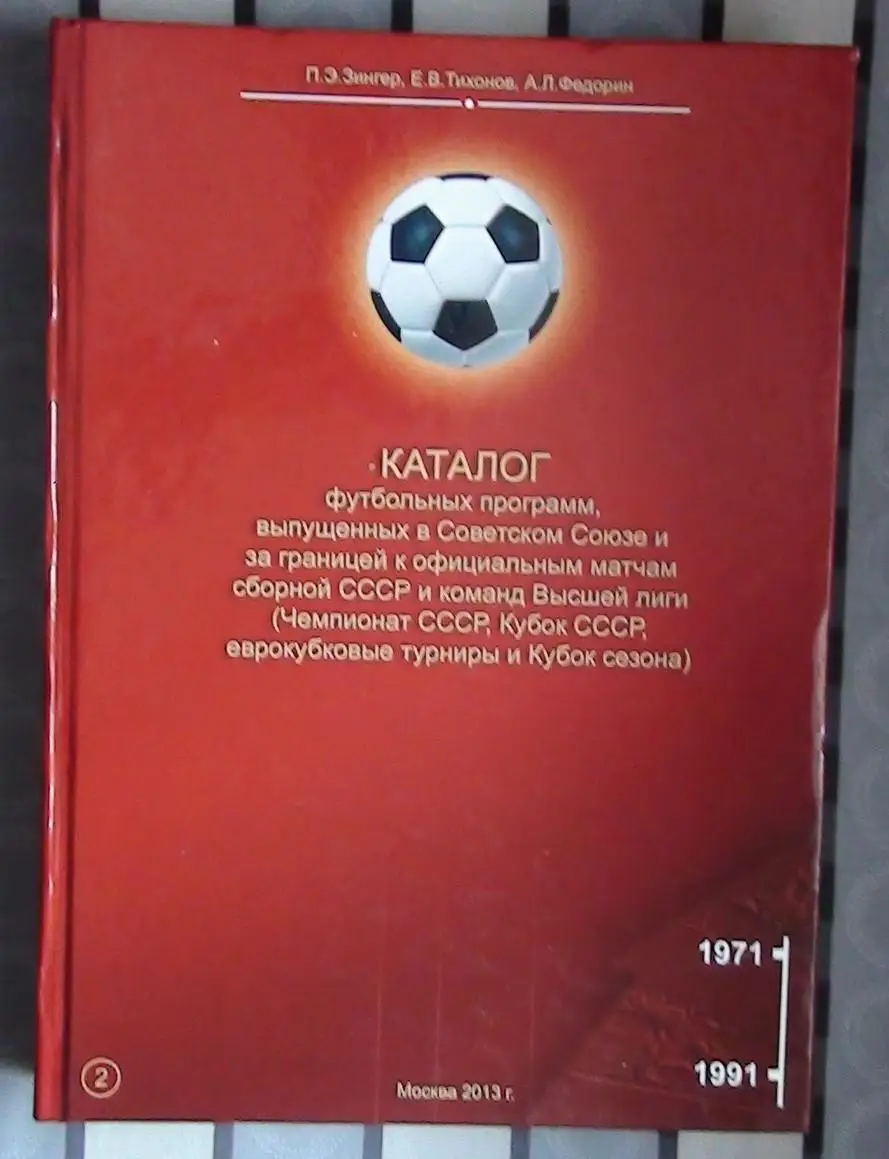 П.Э.Зингер, Е.В.Тихонов, А.Л.Федорин
КАТАЛОГ
футбольных программ,
выпущенных в Советском Союзе и
за границей к официальным матчам
сборной СССР и команд Высшей лиги
(Чемпионат СССР, Кубок СССР,
еврокубковые турниры и Кубок сезона)
1971
1991
2
Москва 2013 г.